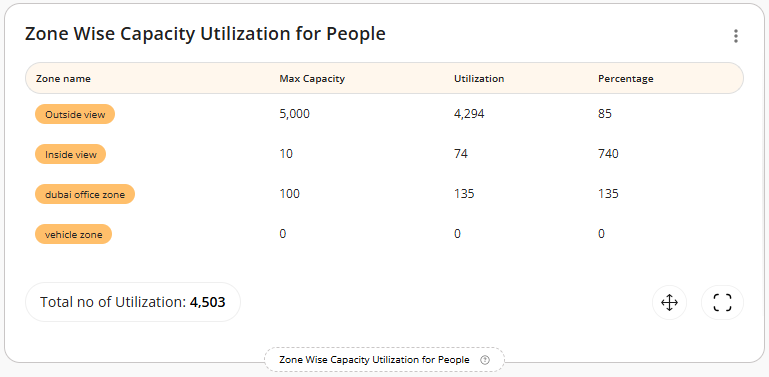 Zone Wise Capacity Utilization for People
Zone name Max Capacity Utilization Percentage
Outside view 5,000 4,294 85
Inside view 10 74 740
dubai office zone 100 135 135
vehicle zone 0 0 0
Total no of Utilization: 4,503
Zone Wise Capacity Utilization for People ?